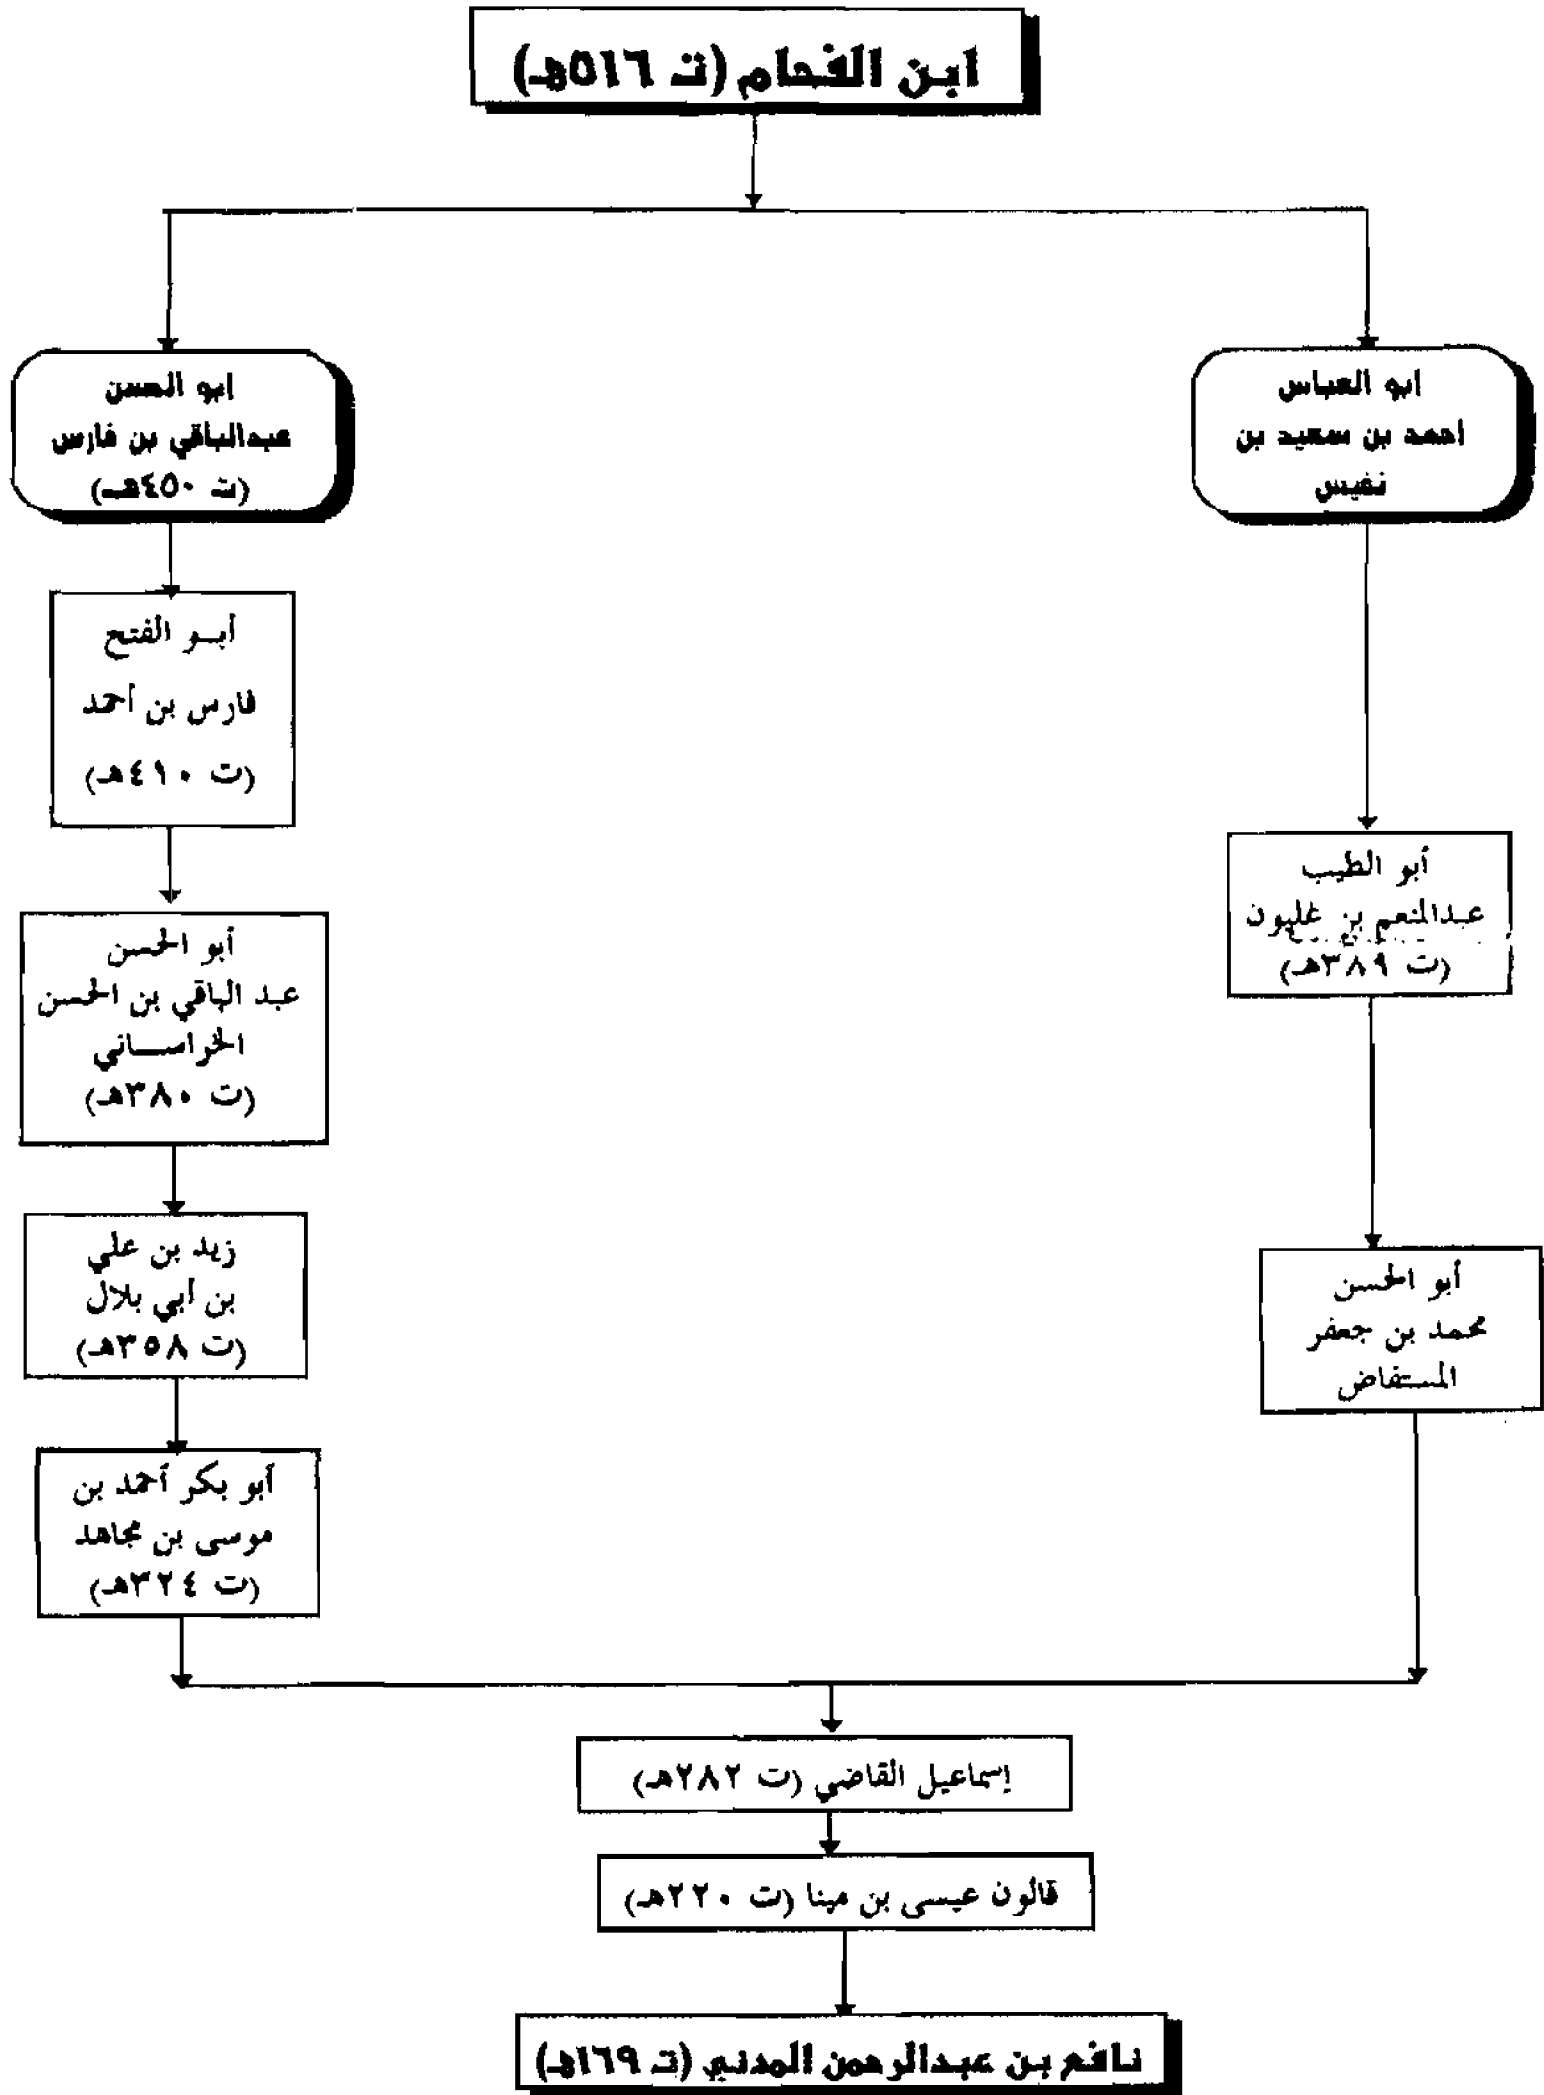 ابن الفحام (ت ٥١٦هـ)
ابو العباس
احمد بن سعيد بن
نفيس
أبو الطيب
عبدالمنعم بن غلبون
(ت ٣٨٩هـ)
أبو الحسن
محمد بن جعفر
المستفاض
ابو الحسن
عبدالباقي بن فارس
(ت ٤٥٠هـ)
أبو الفتح
فارس بن أحمد
(ت ٤١٠هـ)
أبو الحسن
عبد الباقي بن الحسن
الخراساني
(ت ٣٨٠هـ)
زيد بن علي
بن أبي بلال
(ت ٣٥٨هـ)
أبو بكر أحمد بن
موسى بن مجاهد
(ت ٣٢٤هـ)
إسماعيل القاضي (ت ٢٨٢هـ)
قالون عيسى بن مينا (ت ٢٢٠هـ)
نافع بن عبدالرحمن المدني (ت ١٦٩هـ)